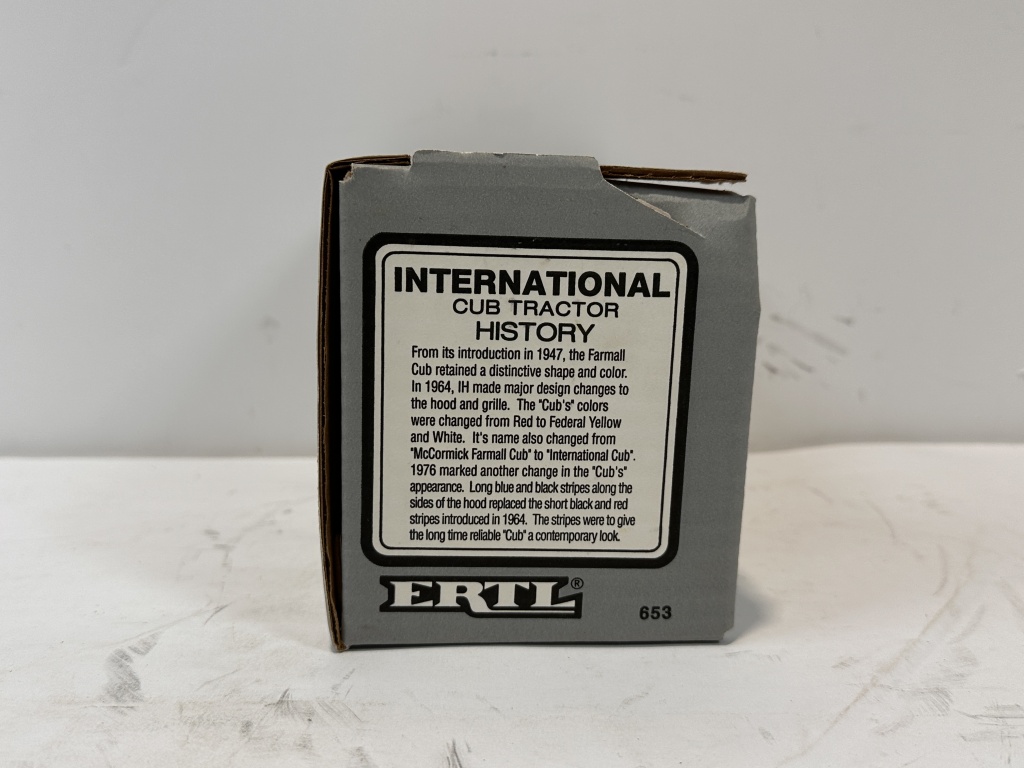 INTERNATIONAL
CUB TRACTOR
HISTORY
From its introduction in 1947, the Farmall
Cub retained a distinctive shape and color.
In 1964, IH made major design changes to
the hood and grille. The "Cub's" colors
were changed from Red to Federal Yellow
and White. It's name also changed from
"McCormick Farmall Cub" to "International Cub".
1976 marked another change in the "Cub's"
appearance. Long blue and black stripes along the
sides of the hood replaced the short black and red
stripes introduced in 1964. The stripes were to give
the long time reliable "Cub" a contemporary look.
ERTL®
653